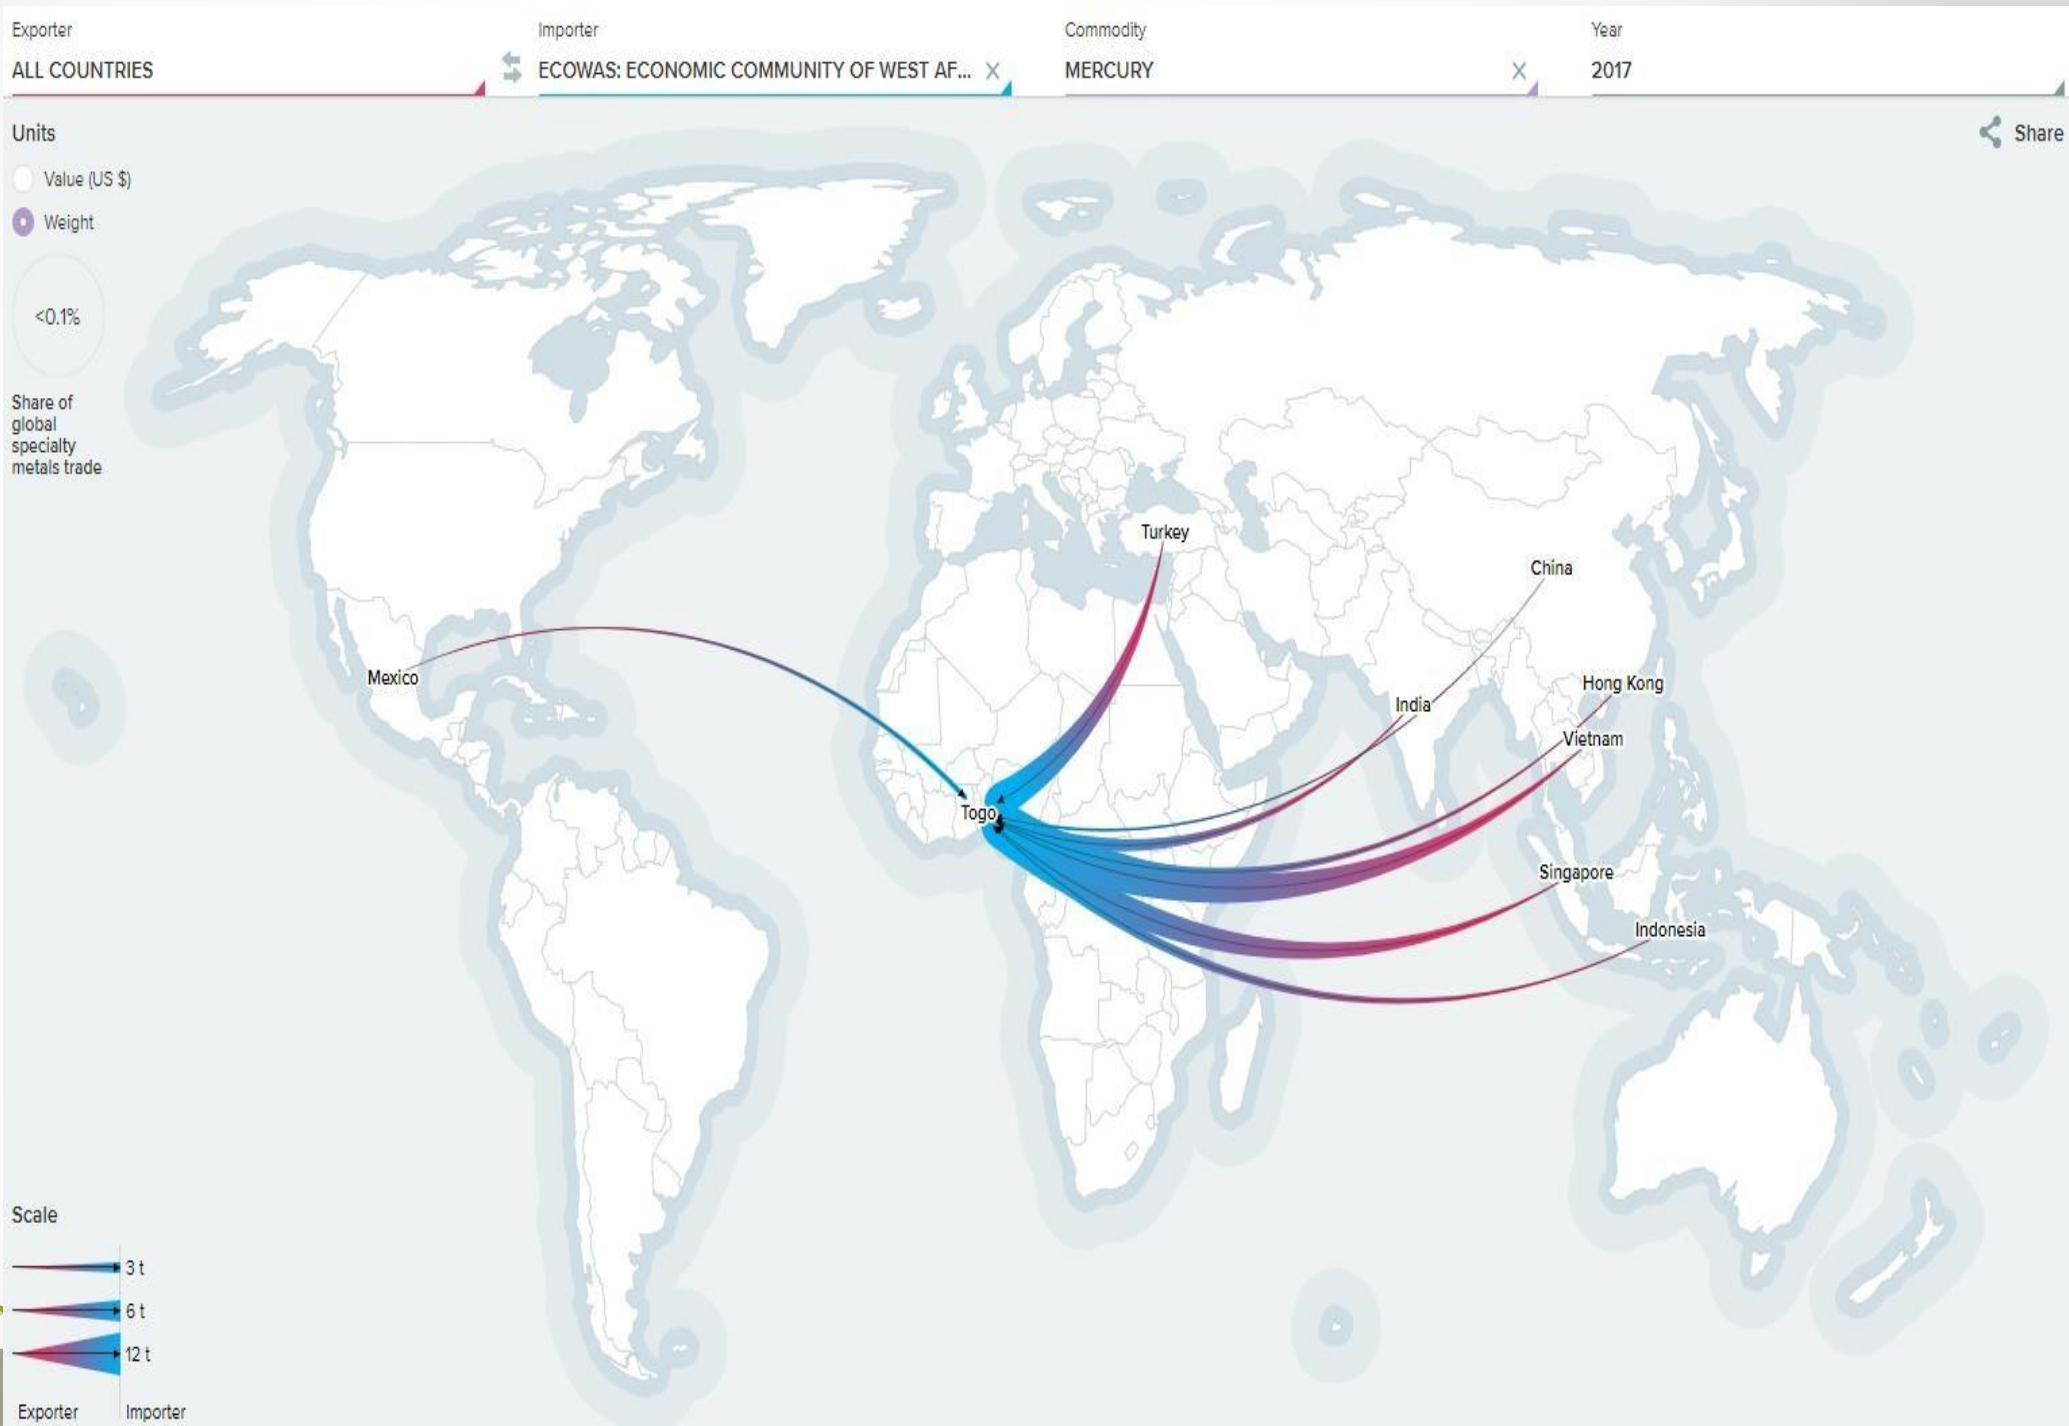 Exporter
ALL COUNTRIES
Importer
ECOWAS: ECONOMIC COMMUNITY OF WEST AF...
Commodity
MERCURY
Year
2017
Units
Value (US $)
Weight
<0.1%
Share of
global
specialty
metals trade
Share
Turkey
China
Mexico
Hong Kong
India
Vietnam
Togo
Singapore
Indonesia
Scale
3 t
6 t
12 t
Exporter
Importer